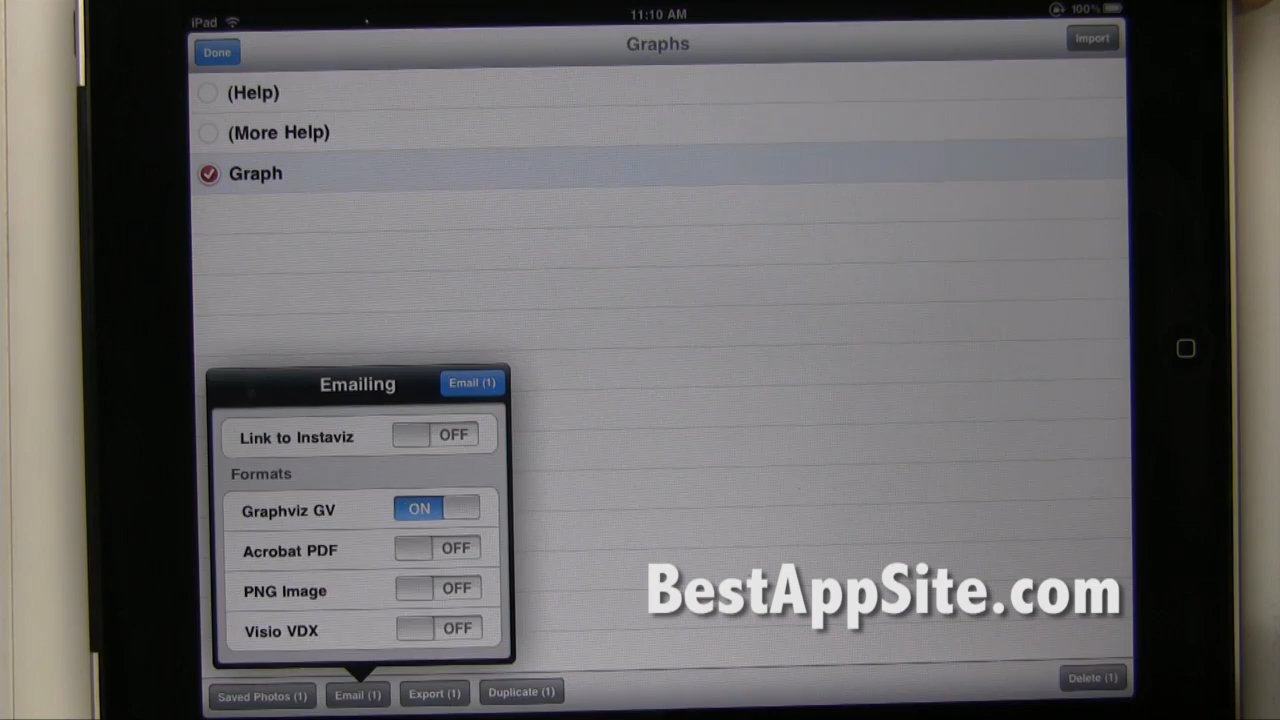 iPad
11:10 AM
100%
Done
Graphs
Import
(Help)
(More Help)
Graph
Emailing
Email (1)
Link to Instaviz
OFF
Formats
Graphviz GV
ON
Acrobat PDF
OFF
PNG Image
OFF
Visio VDX
OFF
BestAppSite.com
Saved Photos (1)
Email (1)
Export (1)
Duplicate (1)
Delete (1)